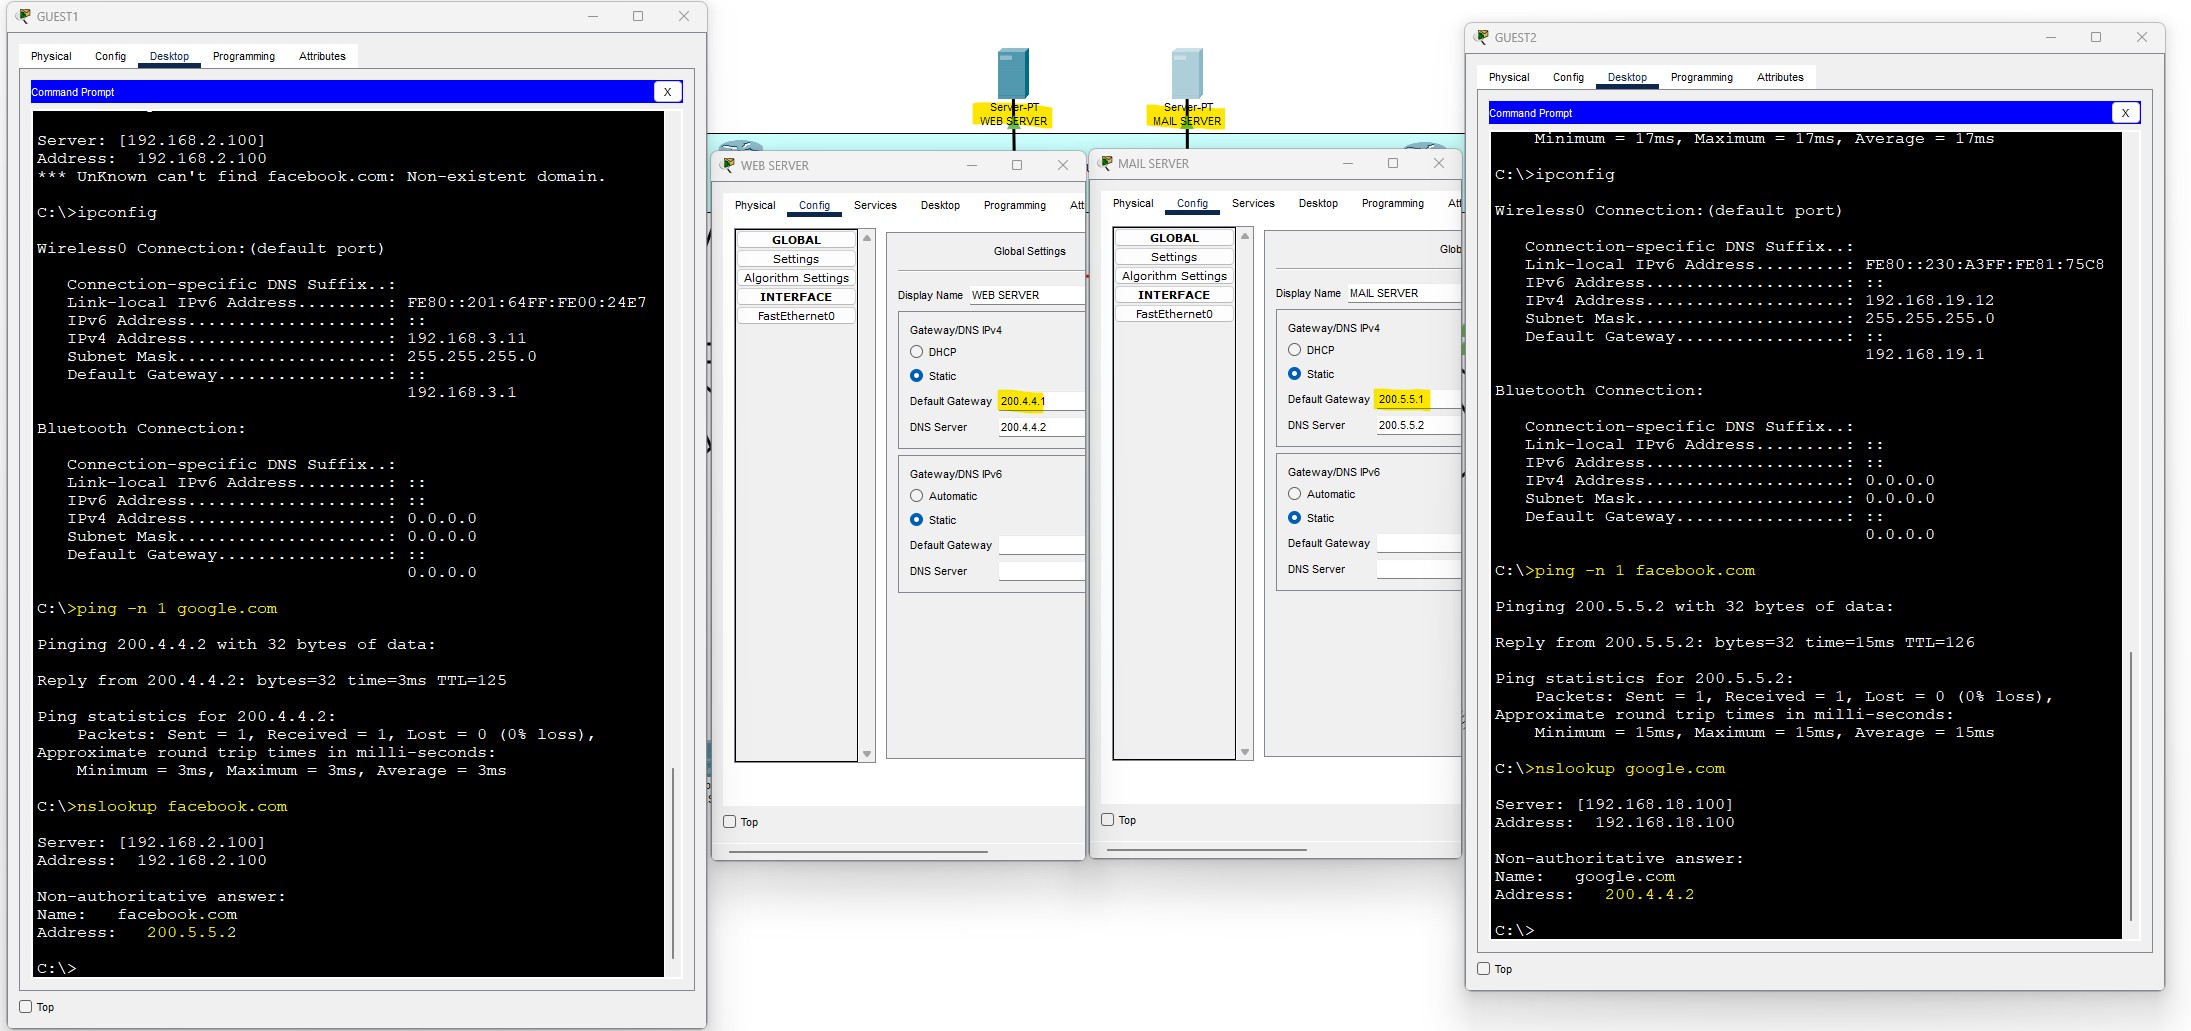 GUEST1
Physical Config Desktop Programming Attributes
Command Prompt X
Server: [192.168.2.100]
Address:  192.168.2.100
*** UnKnown can't find facebook.com: Non-existent domain.
C:\>ipconfig
Wireless0 Connection:(default port)
Connection-specific DNS Suffix..:
Link-local IPv6 Address.........: FE80::201:64FF:FE00:24E7
IPv6 Address....................: ::
IPv4 Address....................: 192.168.3.11
Subnet Mask.....................: 255.255.255.0
Default Gateway.................: ::
192.168.3.1
Bluetooth Connection:
Connection-specific DNS Suffix..:
Link-local IPv6 Address.........: ::
IPv6 Address....................: ::
IPv4 Address....................: 0.0.0.0
Subnet Mask.....................: 0.0.0.0
Default Gateway.................: ::
0.0.0.0
C:\>ping -n 1 google.com
Pinging 200.4.4.2 with 32 bytes of data:
Reply from 200.4.4.2: bytes=32 time=3ms TTL=125
Ping statistics for 200.4.4.2:
Packets: Sent = 1, Received = 1, Lost = 0 (0% loss),
Approximate round trip times in milli-seconds:
Minimum = 3ms, Maximum = 3ms, Average = 3ms
C:\>nslookup facebook.com
Server: [192.168.2.100]
Address:  192.168.2.100
Non-authoritative answer:
Name:   facebook.com
Address:   200.5.5.2
C:\>
Top
Server-PT
WEB SERVER
Server-PT
MAIL SERVER
WEB SERVER
Physical Config Services Desktop Programming Att
GLOBAL
Settings
Algorithm Settings
INTERFACE
FastEthernet0
Global Settings
Display Name WEB SERVER
Gateway/DNS IPv4
DHCP
Static
Default Gateway 200.4.4.1
DNS Server 200.4.4.2
Gateway/DNS IPv6
Automatic
Static
Default Gateway
DNS Server
Top
MAIL SERVER
Physical Config Services Desktop Programming Att
GLOBAL
Settings
Algorithm Settings
INTERFACE
FastEthernet0
Glob
Display Name MAIL SERVER
Gateway/DNS IPv4
DHCP
Static
Default Gateway 200.5.5.1
DNS Server 200.5.5.2
Gateway/DNS IPv6
Automatic
Static
Default Gateway
DNS Server
Top
GUEST2
Physical Config Desktop Programming Attributes
Command Prompt X
Minimum = 17ms, Maximum = 17ms, Average = 17ms
C:\>ipconfig
Wireless0 Connection:(default port)
Connection-specific DNS Suffix..:
Link-local IPv6 Address.........: FE80::230:A3FF:FE81:75C8
IPv6 Address....................: ::
IPv4 Address....................: 192.168.19.12
Subnet Mask.....................: 255.255.255.0
Default Gateway.................: ::
192.168.19.1
Bluetooth Connection:
Connection-specific DNS Suffix..:
Link-local IPv6 Address.........: ::
IPv6 Address....................: ::
IPv4 Address....................: 0.0.0.0
Subnet Mask.....................: 0.0.0.0
Default Gateway.................: ::
0.0.0.0
C:\>ping -n 1 facebook.com
Pinging 200.5.5.2 with 32 bytes of data:
Reply from 200.5.5.2: bytes=32 time=15ms TTL=126
Ping statistics for 200.5.5.2:
Packets: Sent = 1, Received = 1, Lost = 0 (0% loss),
Approximate round trip times in milli-seconds:
Minimum = 15ms, Maximum = 15ms, Average = 15ms
C:\>nslookup google.com
Server: [192.168.18.100]
Address:  192.168.18.100
Non-authoritative answer:
Name:   google.com
Address:   200.4.4.2
C:\>
Top